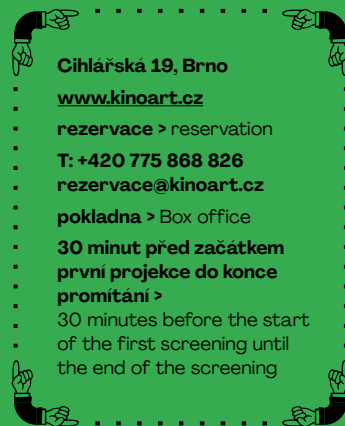 Cihlářská 19, Brno
www.kinoart.cz
rezervace > reservation
T: +420 775 868 826
rezervace@kinoart.cz
pokladna > Box office
30 minut před začátkem
první projekce do konce
promítání >
30 minutes before the start
of the first screening until
the end of the screening